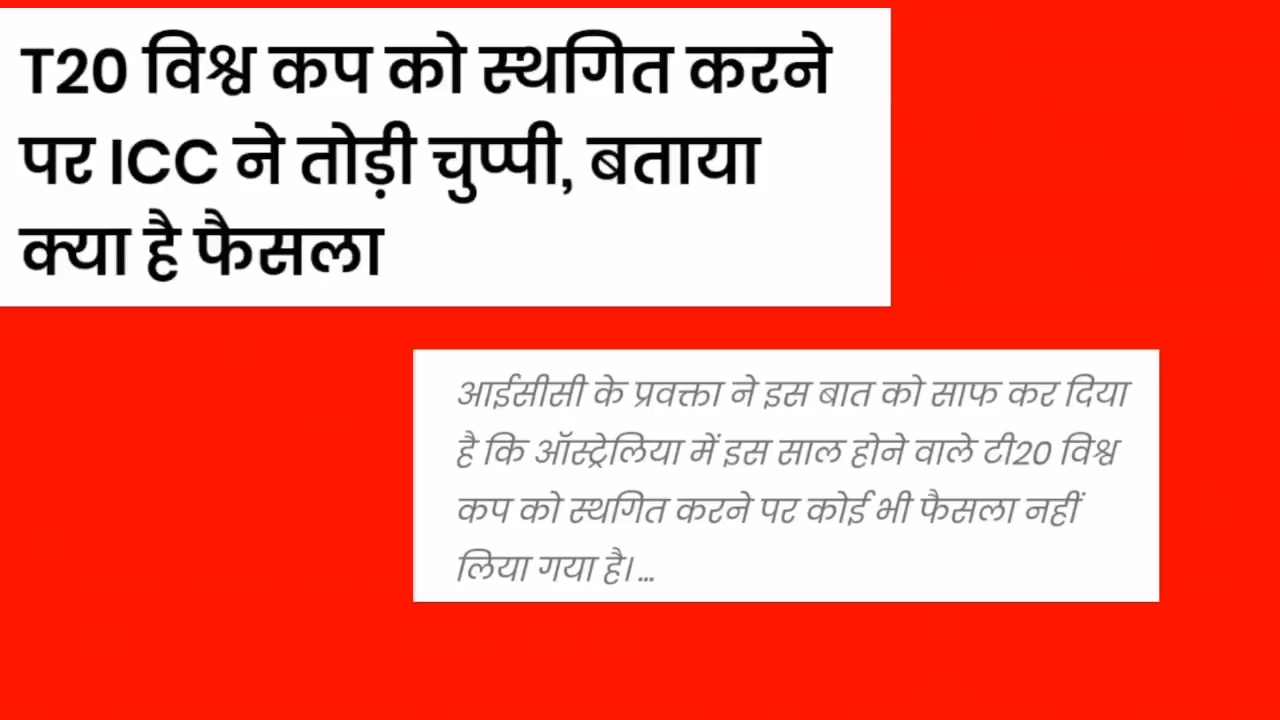 T20 विश्व कप को स्थगित करने
पर ICC ने तोड़ी चुप्पी, बताया
क्या है फैसला
आईसीसी के प्रवक्ता ने इस बात को साफ कर दिया
है कि ऑस्ट्रेलिया में इस साल होने वाले टी20 विश्व
कप को स्थगित करने पर कोई भी फैसला नहीं
लिया गया है। ...